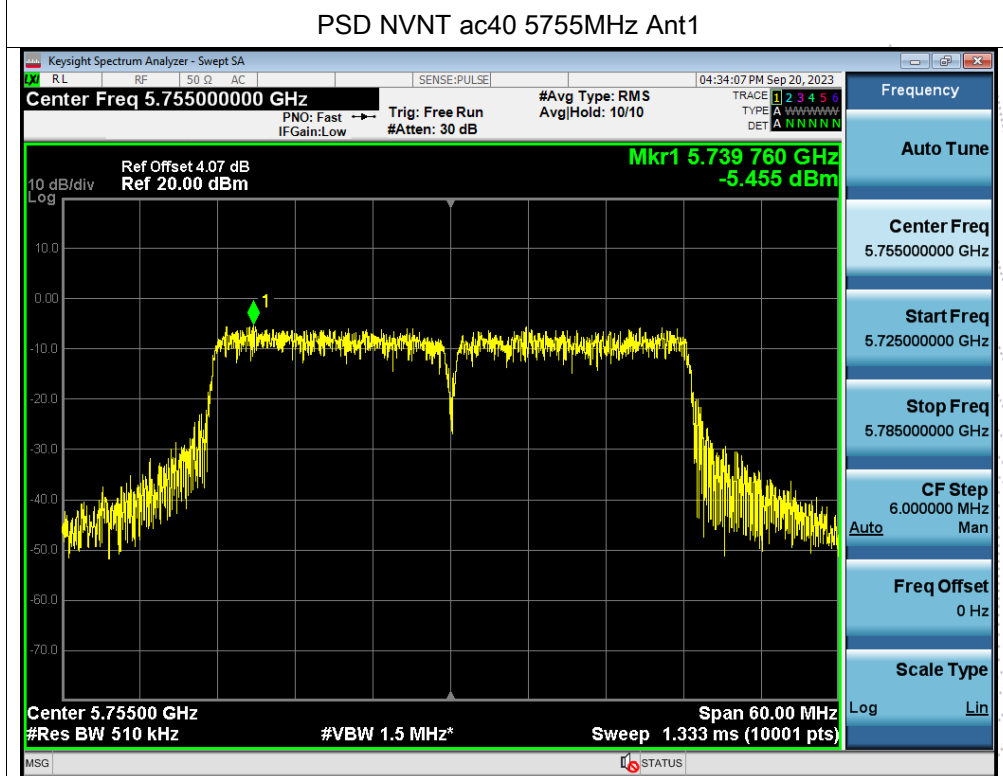 PSD NVNT ac40 5755MHz Ant1
Keysight Spectrum Analyzer - Swept SA
LXI RL RF 50 Ω AC SENSE:PULSE 04:34:07 PM Sep 20, 2023
Center Freq 5.755000000 GHz
PNO: Fast
IFGain:Low
Trig: Free Run
#Atten: 30 dB
#Avg Type: RMS
Avg|Hold: 10/10
TRACE 1 2 3 4 5 6
TYPE A WWWWW
DET A N N N N N
Frequency
Auto Tune
Center Freq
5.755000000 GHz
Start Freq
5.725000000 GHz
Stop Freq
5.785000000 GHz
CF Step
6.000000 MHz
Auto Man
Freq Offset
0 Hz
Scale Type
Log Lin
Mkr1 5.739 760 GHz
-5.455 dBm
Ref Offset 4.07 dB
10 dB/div Ref 20.00 dBm
Log
10.0
0.00
-10.0
-20.0
-30.0
-40.0
-50.0
-60.0
-70.0
1
Center 5.75500 GHz Span 60.00 MHz
#Res BW 510 kHz #VBW 1.5 MHz* Sweep 1.333 ms (10001 pts)
MSG STATUS